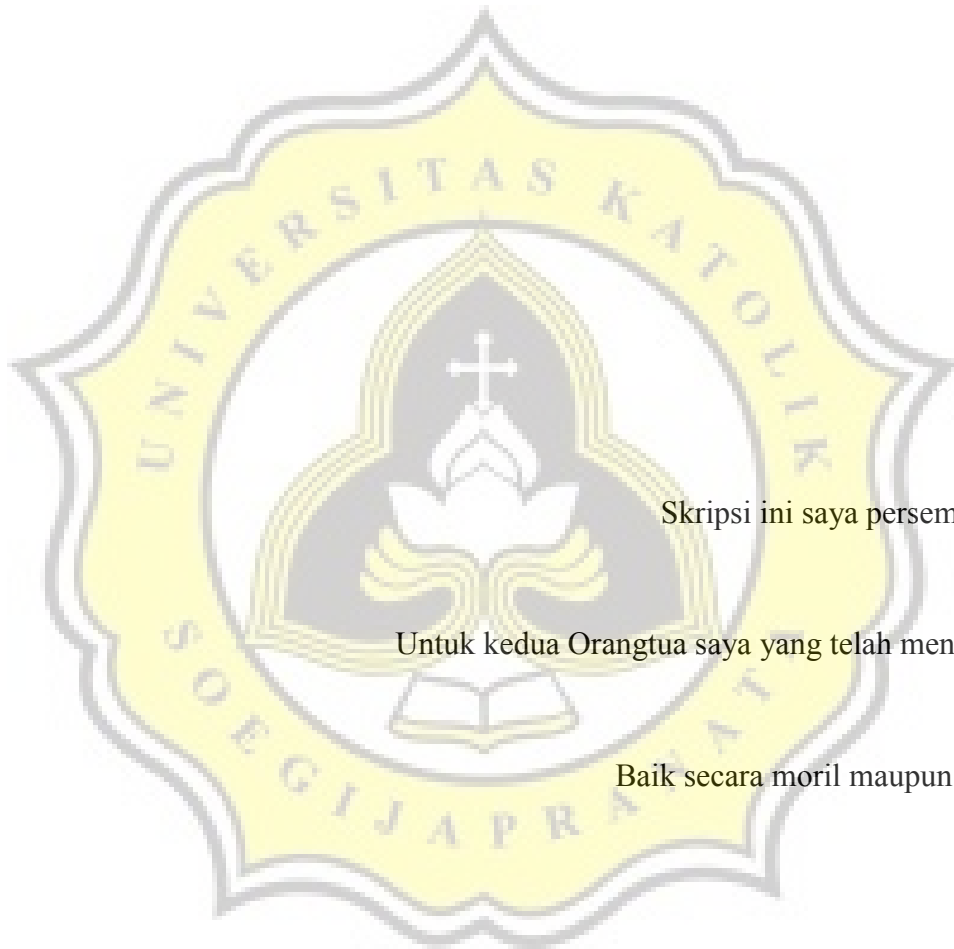 UNIVERSITAS KATOLIK
SOEGIJAPRANATA
Skripsi ini saya persem
Untuk kedua Orangtua saya yang telah men
Baik secara moril maupun